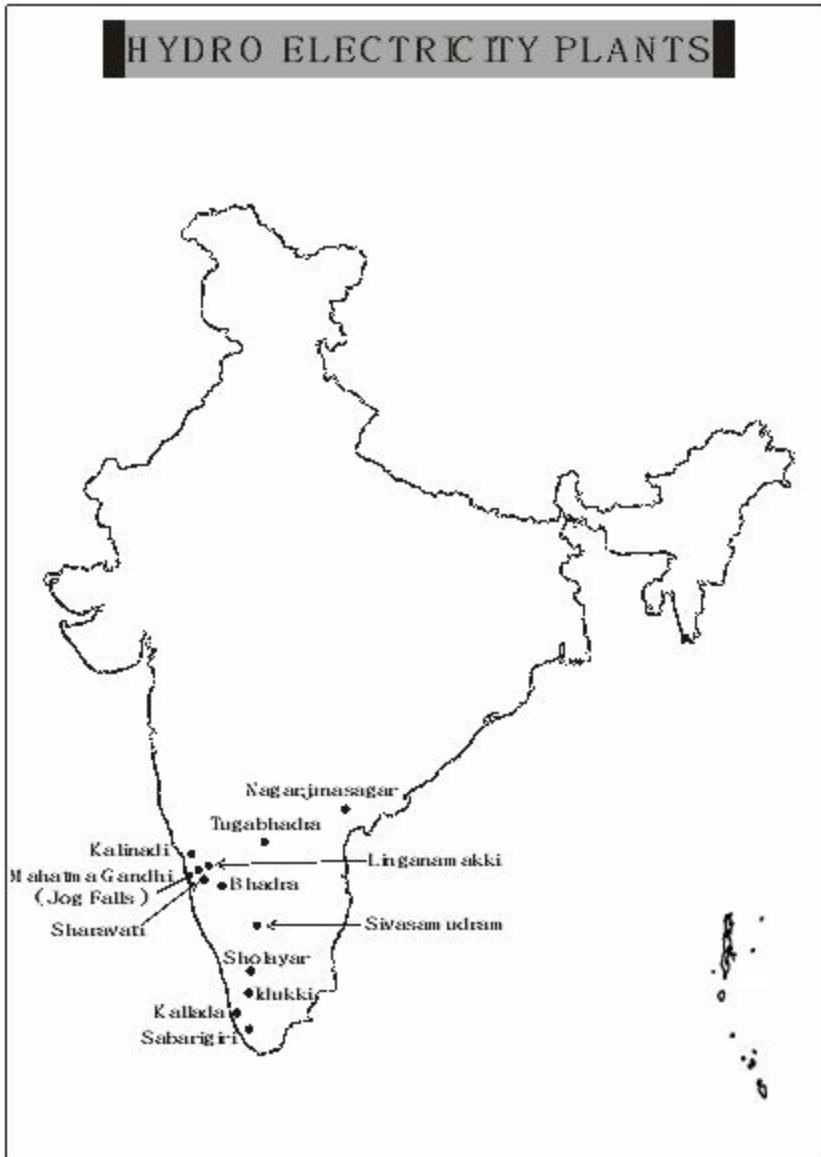 HYDRO ELECTRICITY PLANTS
Nagarjunasagar
Tugabhadra
Kalinadi
Linganamakki
Mahatma Gandhi
(Jog Falls)
Bhadra
Sharavati
Sivasamudram
Sholayar
Idukki
Kallada
Sabarigiri